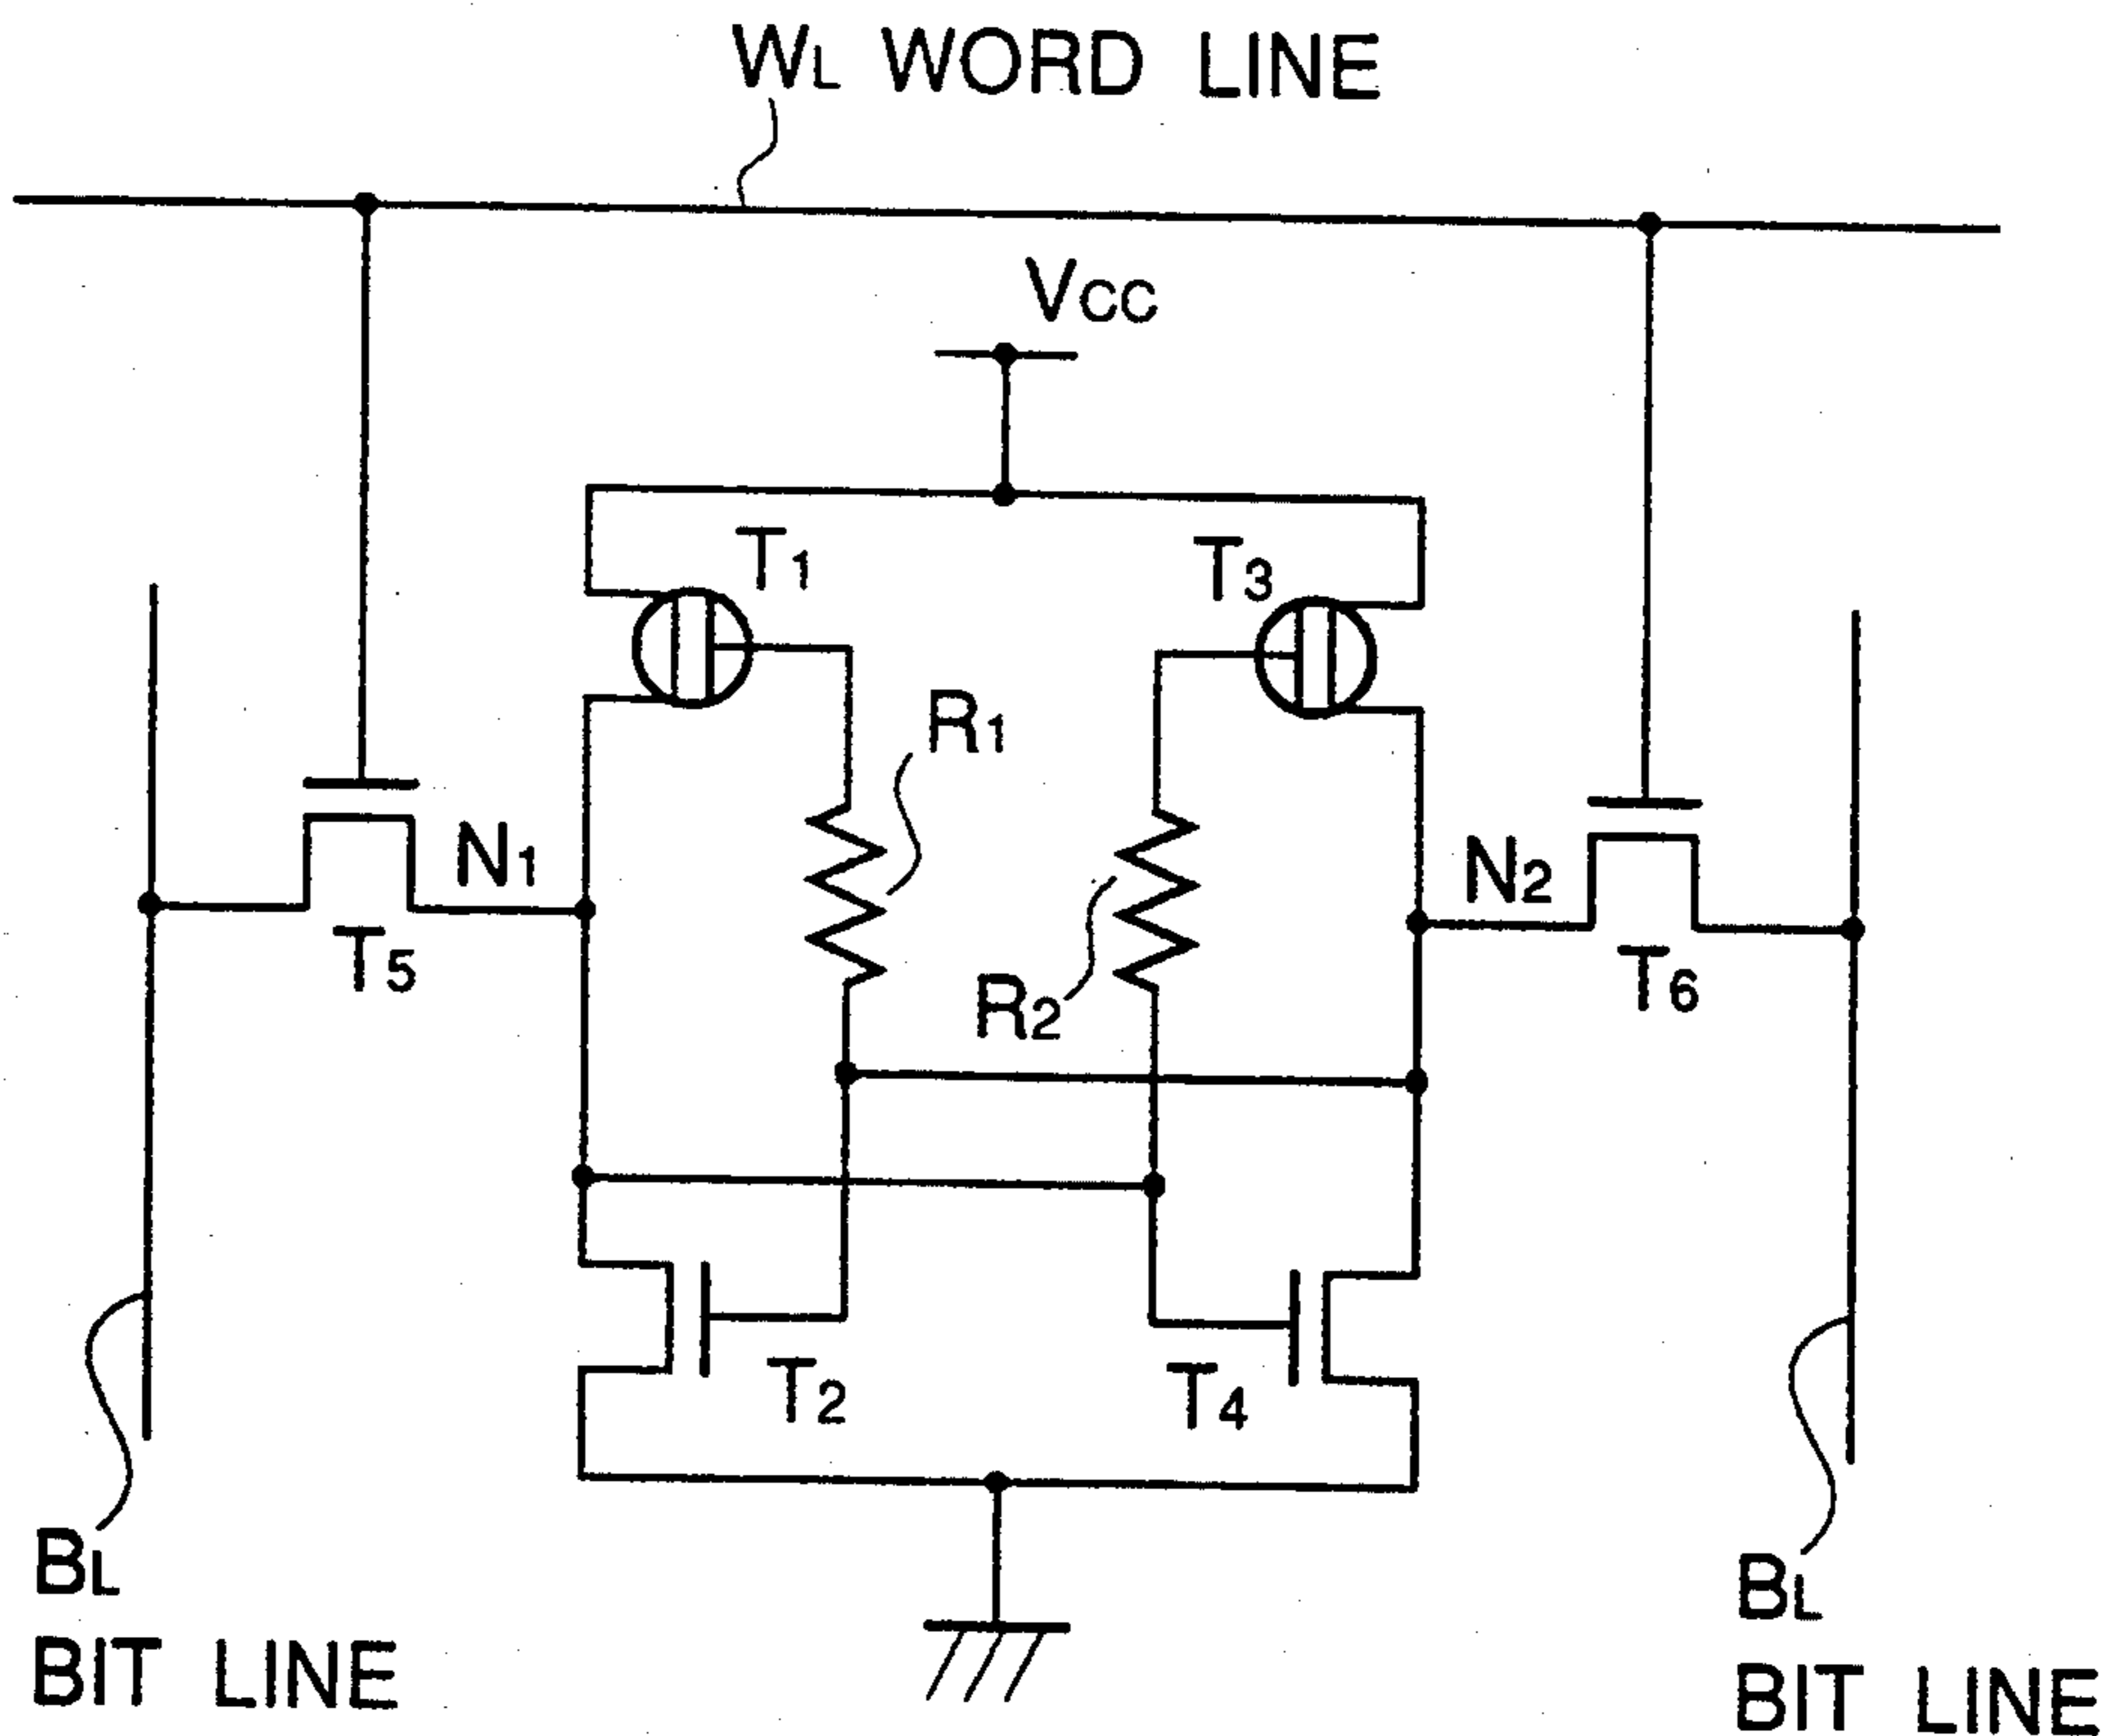 WL WORD LINE
Vcc
T1
T3
R1
N1
N2
T5
R2
T6
T2
T4
BL
BIT LINE
BL
BIT LINE